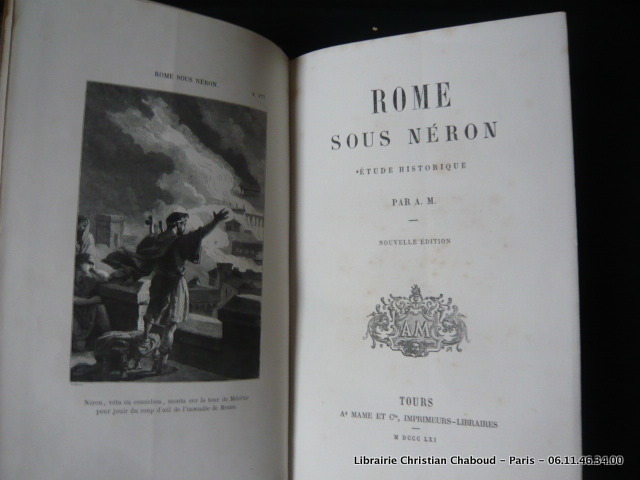 ROME SOUS NÉRON
Néron, vêtu en comédien, monta sur la tour de Mécène
pour jouir du coup d'œil de l'incendie de Rome.
ROME
SOUS NÉRON
ÉTUDE HISTORIQUE
PAR A. M.
NOUVELLE ÉDITION
AM
TOURS
Ad MAME ET Cie, IMPRIMEURS-LIBRAIRES
M DCCC LXI
Librairie Christian Chaboud - Paris - 06.11.46.34.00